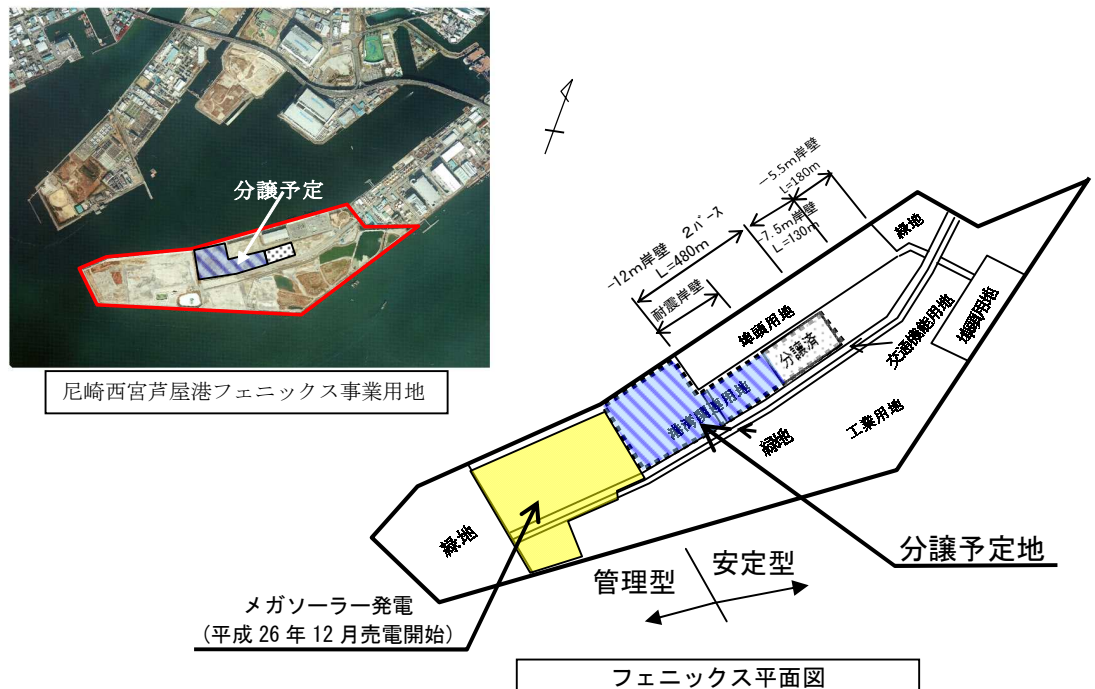 分譲予定
尼崎西宮芦屋港フェニックス事業用地
－5.5m岸壁
L=180m
－7.5m岸壁
L=130m
－12m岸壁 2バース
L=480m
耐震岸壁
緑地
埠頭用地
分譲済
交通機能用地
埠頭用地
港湾関連用地
緑地
工業用地
緑地
分譲予定地
管理型
安定型
メガソーラー発電
(平成26年12月売電開始)
フェニックス平面図